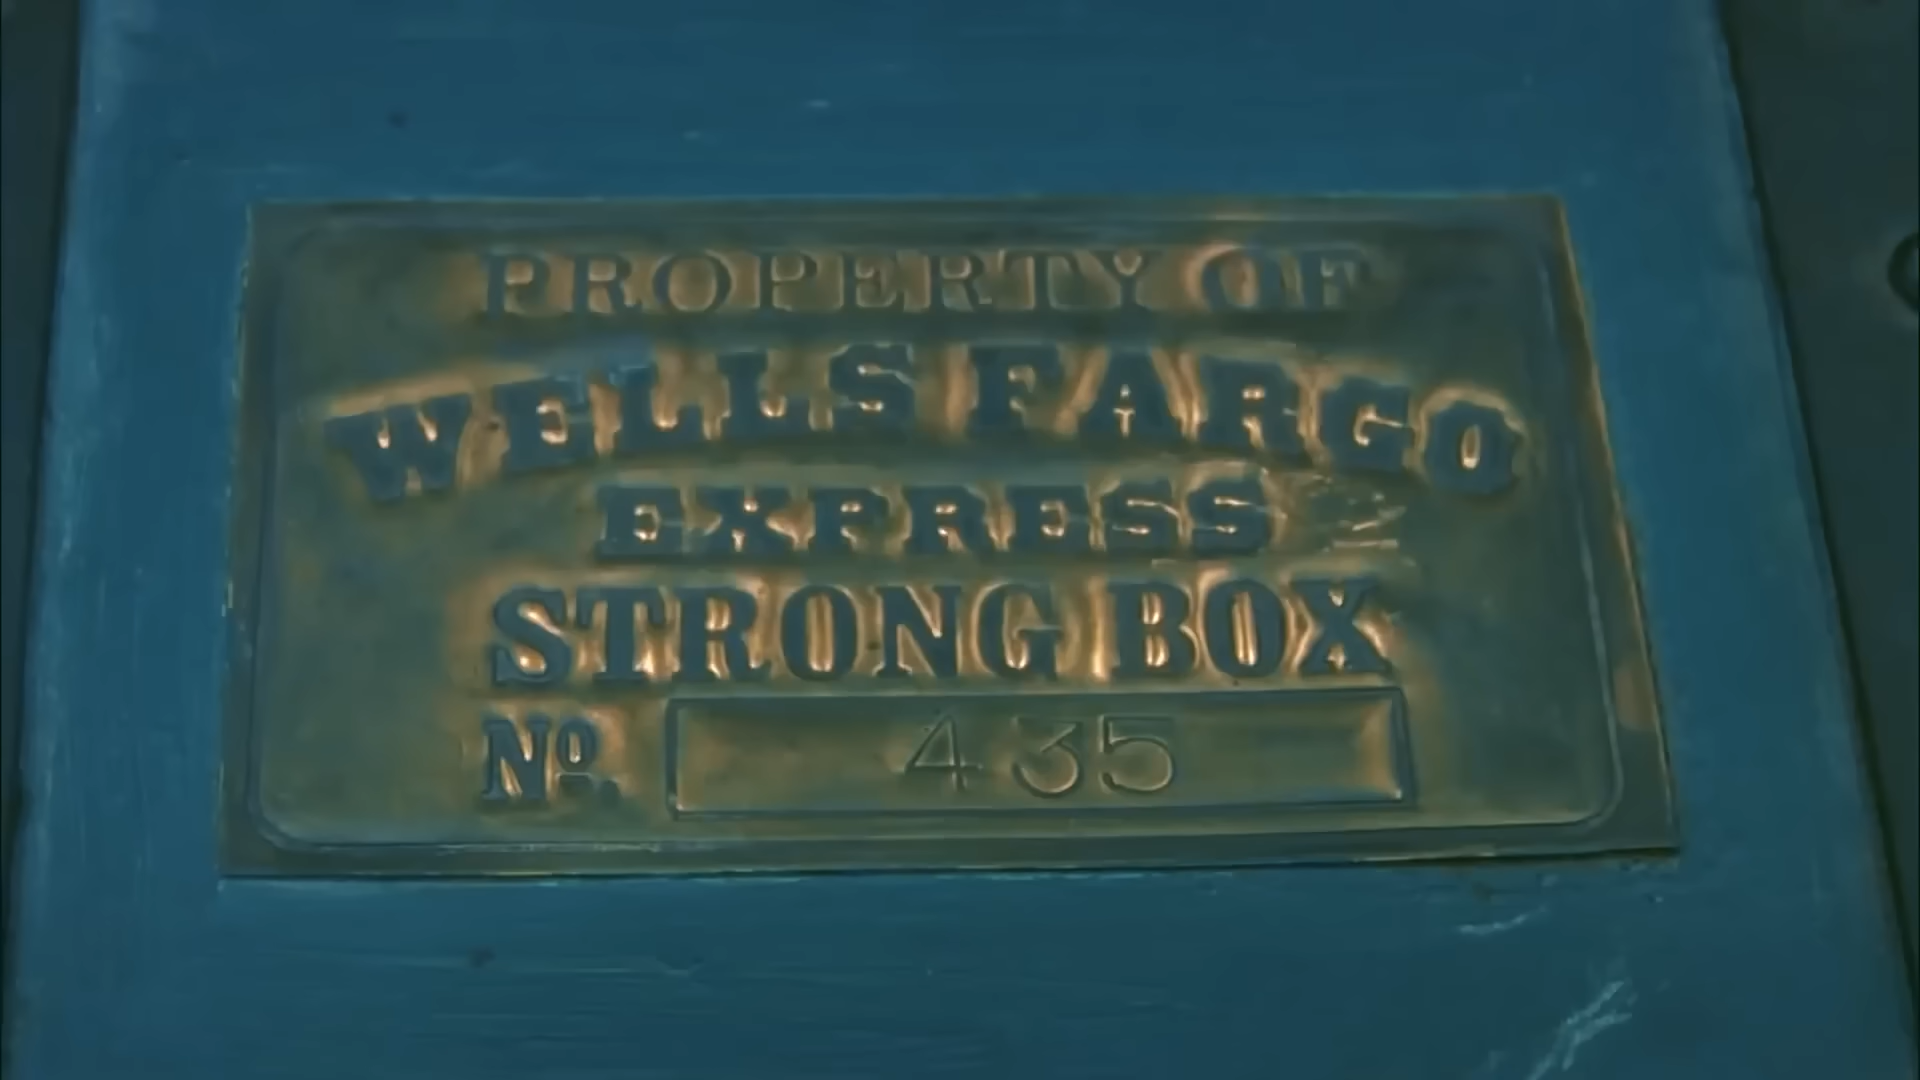 PROPERTY OF
WELLS FARGO
EXPRESS
STRONG BOX
Nº. 435